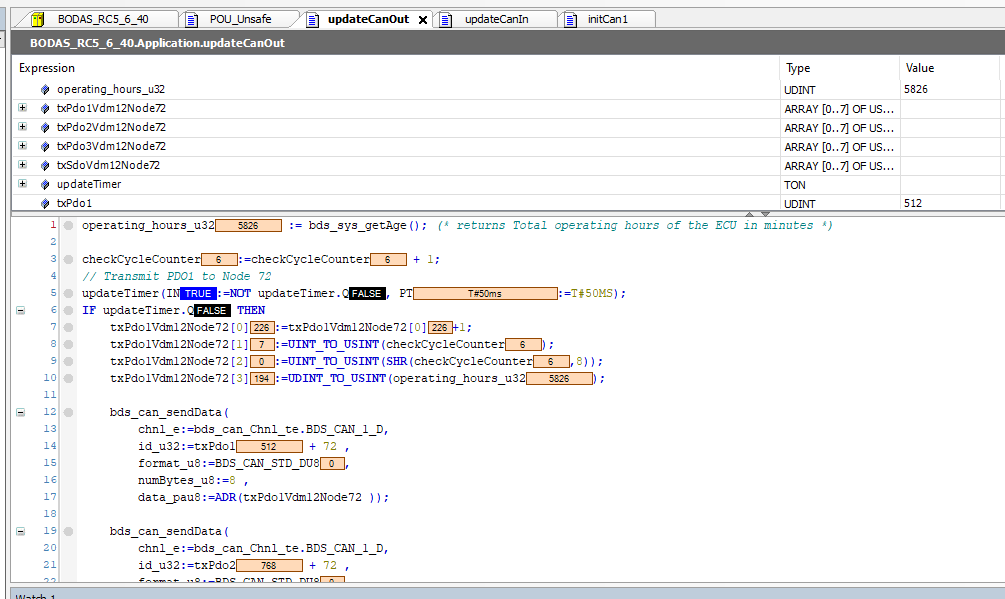 BODAS_RC5_6_40 POU_Unsafe updateCanOut updateCanIn initCan1
BODAS_RC5_6_40.Application.updateCanOut
Expression Type Value
operating_hours_u32 UDINT 5826
txPdo1Vdm12Node72 ARRAY [0..7] OF US...
txPdo2Vdm12Node72 ARRAY [0..7] OF US...
txPdo3Vdm12Node72 ARRAY [0..7] OF US...
txSdoVdm12Node72 ARRAY [0..7] OF US...
updateTimer TON
txPdo1 UDINT 512
1 operating_hours_u32 5826 := bds_sys_getAge(); (* returns Total operating hours of the ECU in minutes *)
2
3 checkCycleCounter 6 :=checkCycleCounter 6 + 1;
4 // Transmit PDO1 to Node 72
5 updateTimer(IN TRUE :=NOT updateTimer.Q FALSE , PT T#50ms :=T#50MS);
6 IF updateTimer.Q FALSE THEN
7 txPdo1Vdm12Node72[0] 226 :=txPdo1Vdm12Node72[0] 226 +1;
8 txPdo1Vdm12Node72[1] 7 :=UINT_TO_USINT(checkCycleCounter 6 );
9 txPdo1Vdm12Node72[2] 0 :=UINT_TO_USINT(SHR(checkCycleCounter 6 ,8));
10 txPdo1Vdm12Node72[3] 194 :=UDINT_TO_USINT(operating_hours_u32 5826 );
11
12 bds_can_sendData(
13 chnl_e:=bds_can_Chnl_te.BDS_CAN_1_D,
14 id_u32:=txPdo1 512 + 72 ,
15 format_u8:=BDS_CAN_STD_DU8 0 ,
16 numBytes_u8:=8 ,
17 data_pau8:=ADR(txPdo1Vdm12Node72 ));
18
19 bds_can_sendData(
20 chnl_e:=bds_can_Chnl_te.BDS_CAN_1_D,
21 id_u32:=txPdo2 768 + 72 ,
22 format_u8:=BDS_CAN_STD_DU8 0
Watch 1